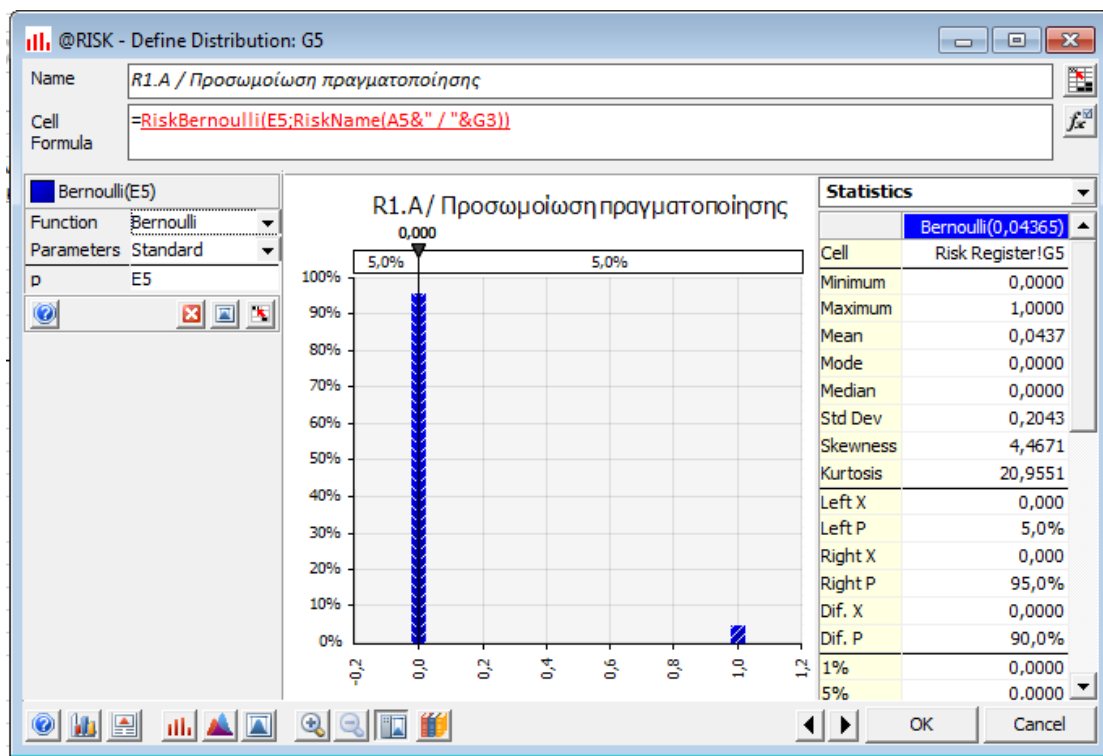 @RISK - Define Distribution: G5
Name
R1.A / Προσωμοίωση πραγματοποίησης
Cell Formula
=RiskBernoulli(E5;RiskName(A5&" / "&G3))
Bernoulli(E5)
Function Bernoulli
Parameters Standard
p E5
R1.A / Προσωμοίωση πραγματοποίησης
0,000
5,0% 5,0%
100%
90%
80%
70%
60%
50%
40%
30%
20%
10%
0%
-0,2 0,0 0,2 0,4 0,6 0,8 1,0 1,2
Statistics
Bernoulli(0,04365)
Cell Risk Register!G5
Minimum 0,0000
Maximum 1,0000
Mean 0,0437
Mode 0,0000
Median 0,0000
Std Dev 0,2043
Skewness 4,4671
Kurtosis 20,9551
Left X 0,000
Left P 5,0%
Right X 0,000
Right P 95,0%
Dif. X 0,0000
Dif. P 90,0%
1% 0,0000
5% 0.0000
OK Cancel